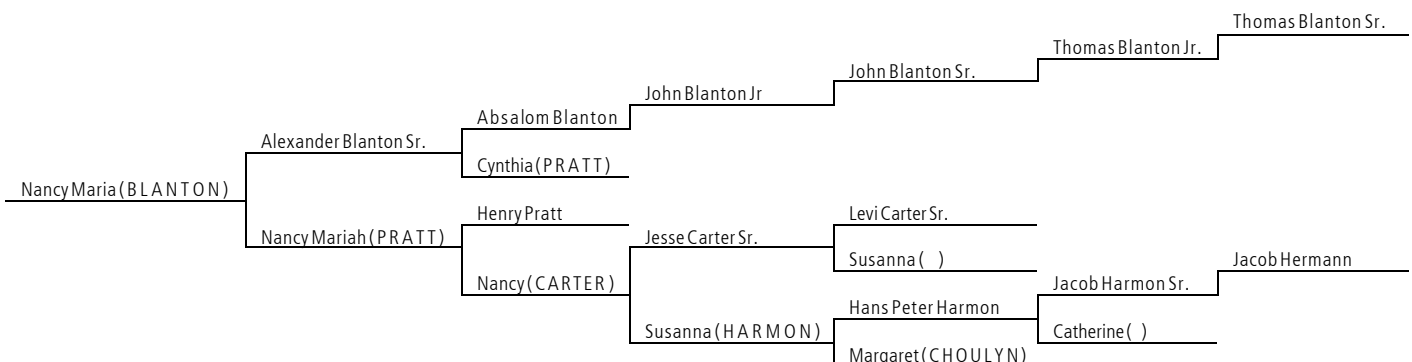 Thomas Blanton Sr.
Thomas Blanton Jr.
John Blanton Sr.
John Blanton Jr
Absalom Blanton
Alexander Blanton Sr.
Cynthia (PRATT)
Nancy Maria (BLANTON)
Henry Pratt
Levi Carter Sr.
Nancy Mariah (PRATT)
Jesse Carter Sr.
Susanna ( )
Jacob Hermann
Nancy (CARTER)
Jacob Harmon Sr.
Hans Peter Harmon
Susanna (HARMON)
Catherine ( )
Margaret (CHOULYN)